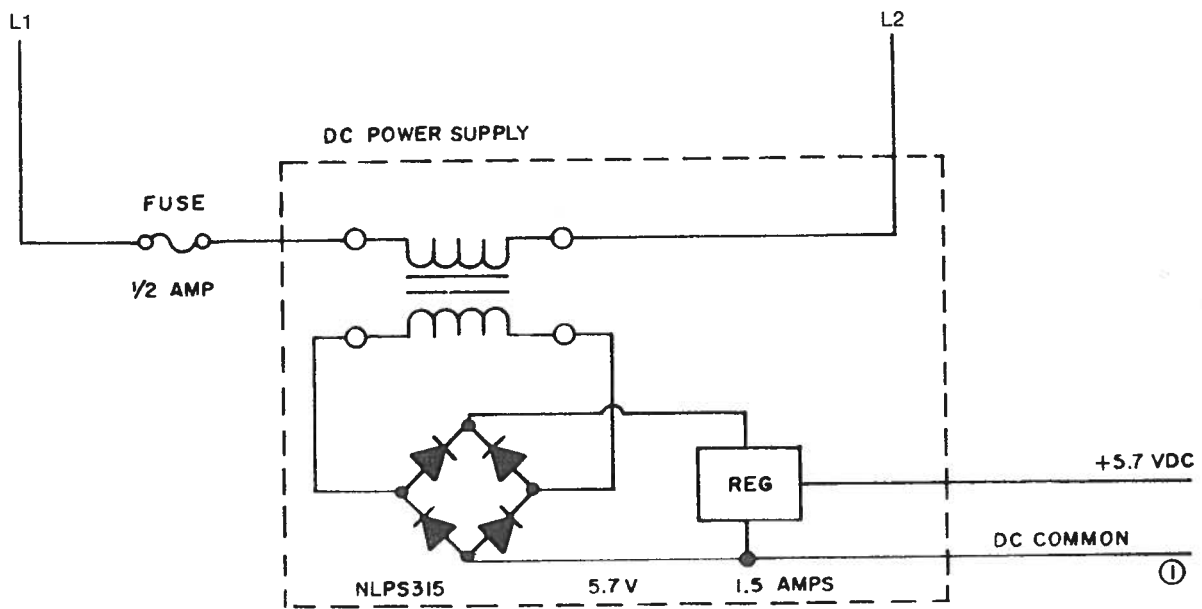 L1
L2
DC POWER SUPPLY
FUSE
1/2 AMP
REG
+5.7 VDC
DC COMMON
1
NLPS315 5.7V 1.5 AMPS